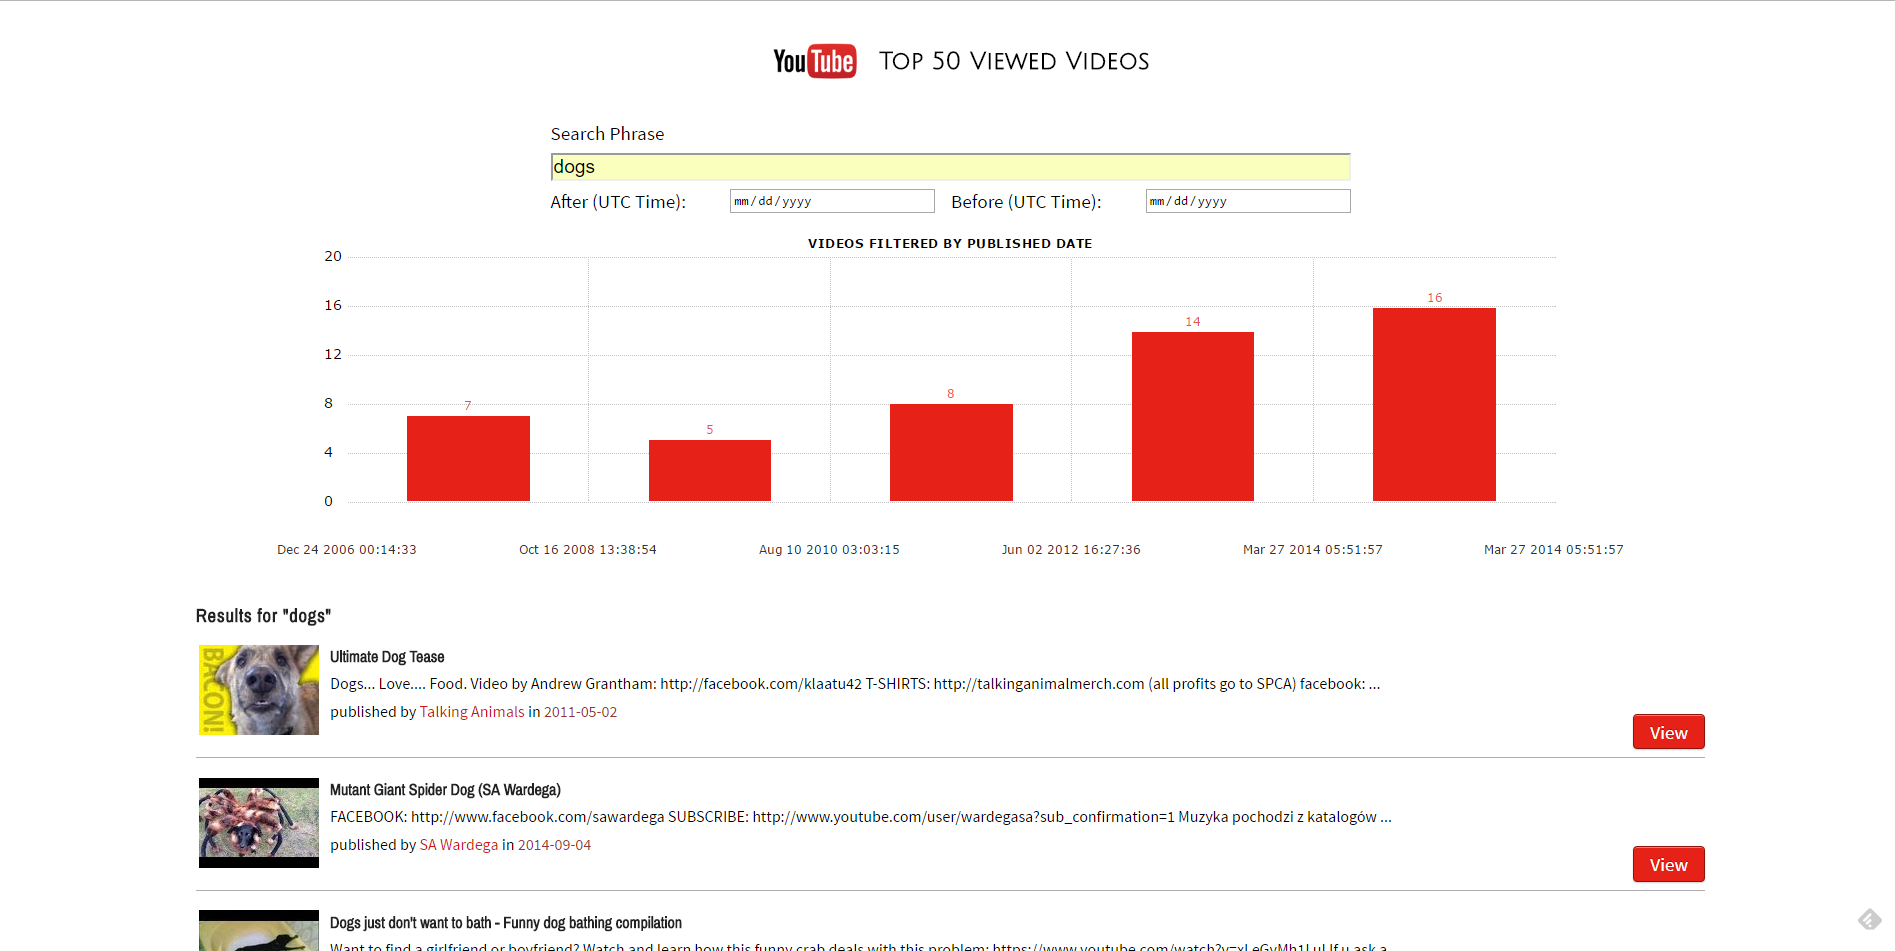 YouTube Top 50 Viewed Videos
Search Phrase
dogs
After (UTC Time): mm/dd/yyyy Before (UTC Time): mm/dd/yyyy
VIDEOS FILTERED BY PUBLISHED DATE
20
16
12
8
4
0
7
5
8
14
16
Dec 24 2006 00:14:33 Oct 16 2008 13:38:54 Aug 10 2010 03:03:15 Jun 02 2012 16:27:36 Mar 27 2014 05:51:57 Mar 27 2014 05:51:57
Results for "dogs"
BACON!
Ultimate Dog Tease
Dogs... Love.... Food. Video by Andrew Grantham: http://facebook.com/klaatu42 T-SHIRTS: http://talkinganimalmerch.com (all profits go to SPCA) facebook: ...
published by Talking Animals in 2011-05-02
View
Mutant Giant Spider Dog (SA Wardega)
FACEBOOK: http://www.facebook.com/sawardega SUBSCRIBE: http://www.youtube.com/user/wardegasa?sub_confirmation=1 Muzyka pochodzi z katalogów ...
published by SA Wardega in 2014-09-04
View
Dogs just don't want to bath - Funny dog bathing compilation
Want to find a girlfriend or boyfriend? Watch and learn how this funny crab deals with this problem: